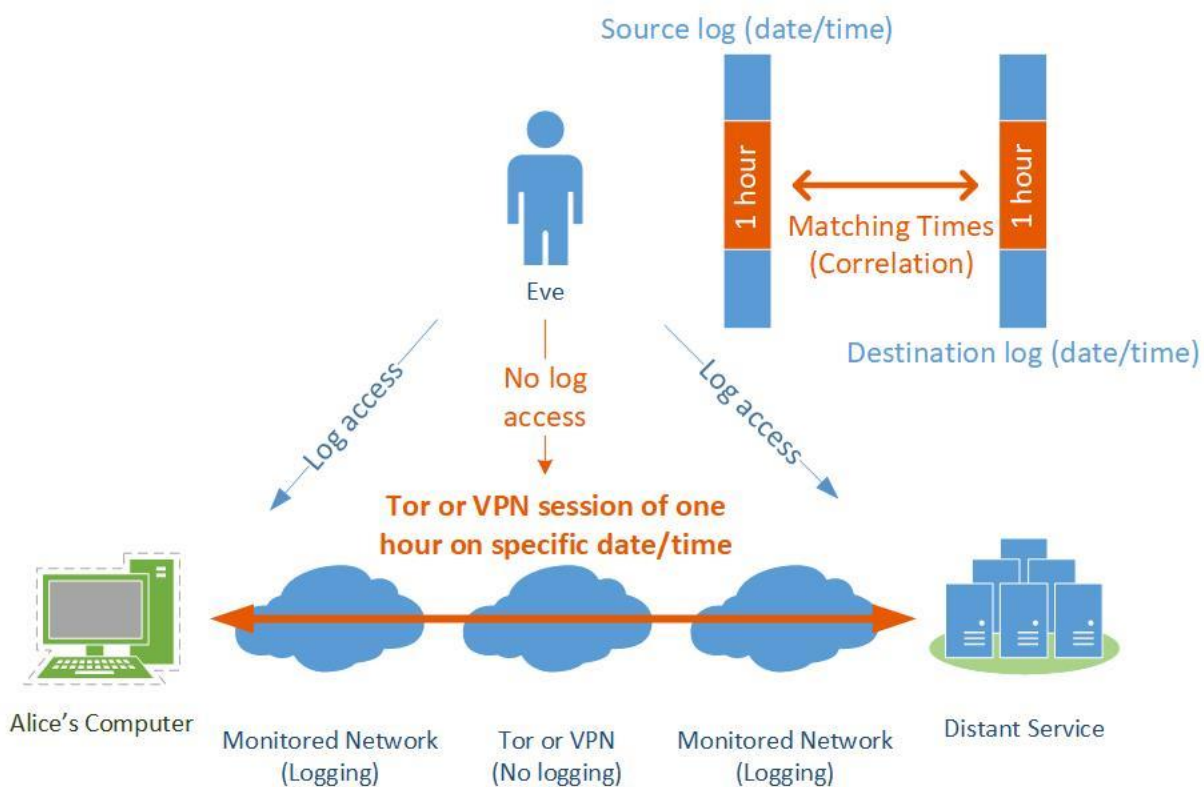 Source log (date/time)
1 hour
1 hour
Matching Times
(Correlation)
Eve
Destination log (date/time)
Log access
No log
access
Log access
Tor or VPN session of one
hour on specific date/time
Alice's Computer
Monitored Network
(Logging)
Tor or VPN
(No logging)
Monitored Network
(Logging)
Distant Service